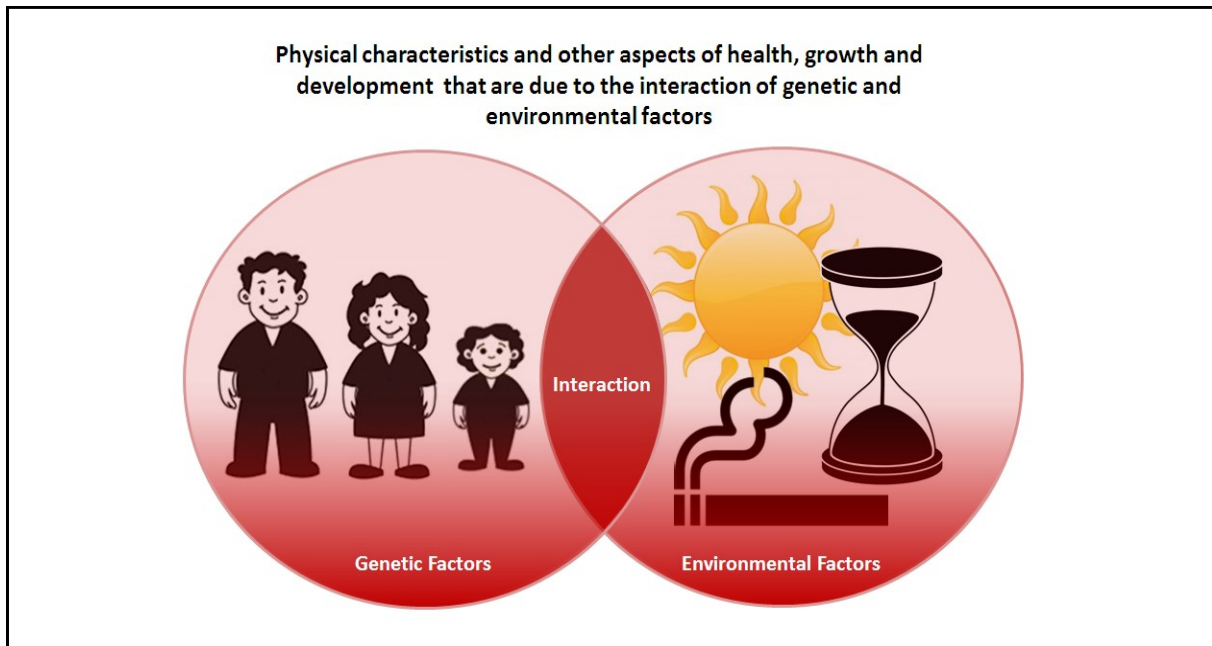 Physical characteristics and other aspects of health, growth and
development that are due to the interaction of genetic and
environmental factors
Interaction
Genetic Factors
Environmental Factors